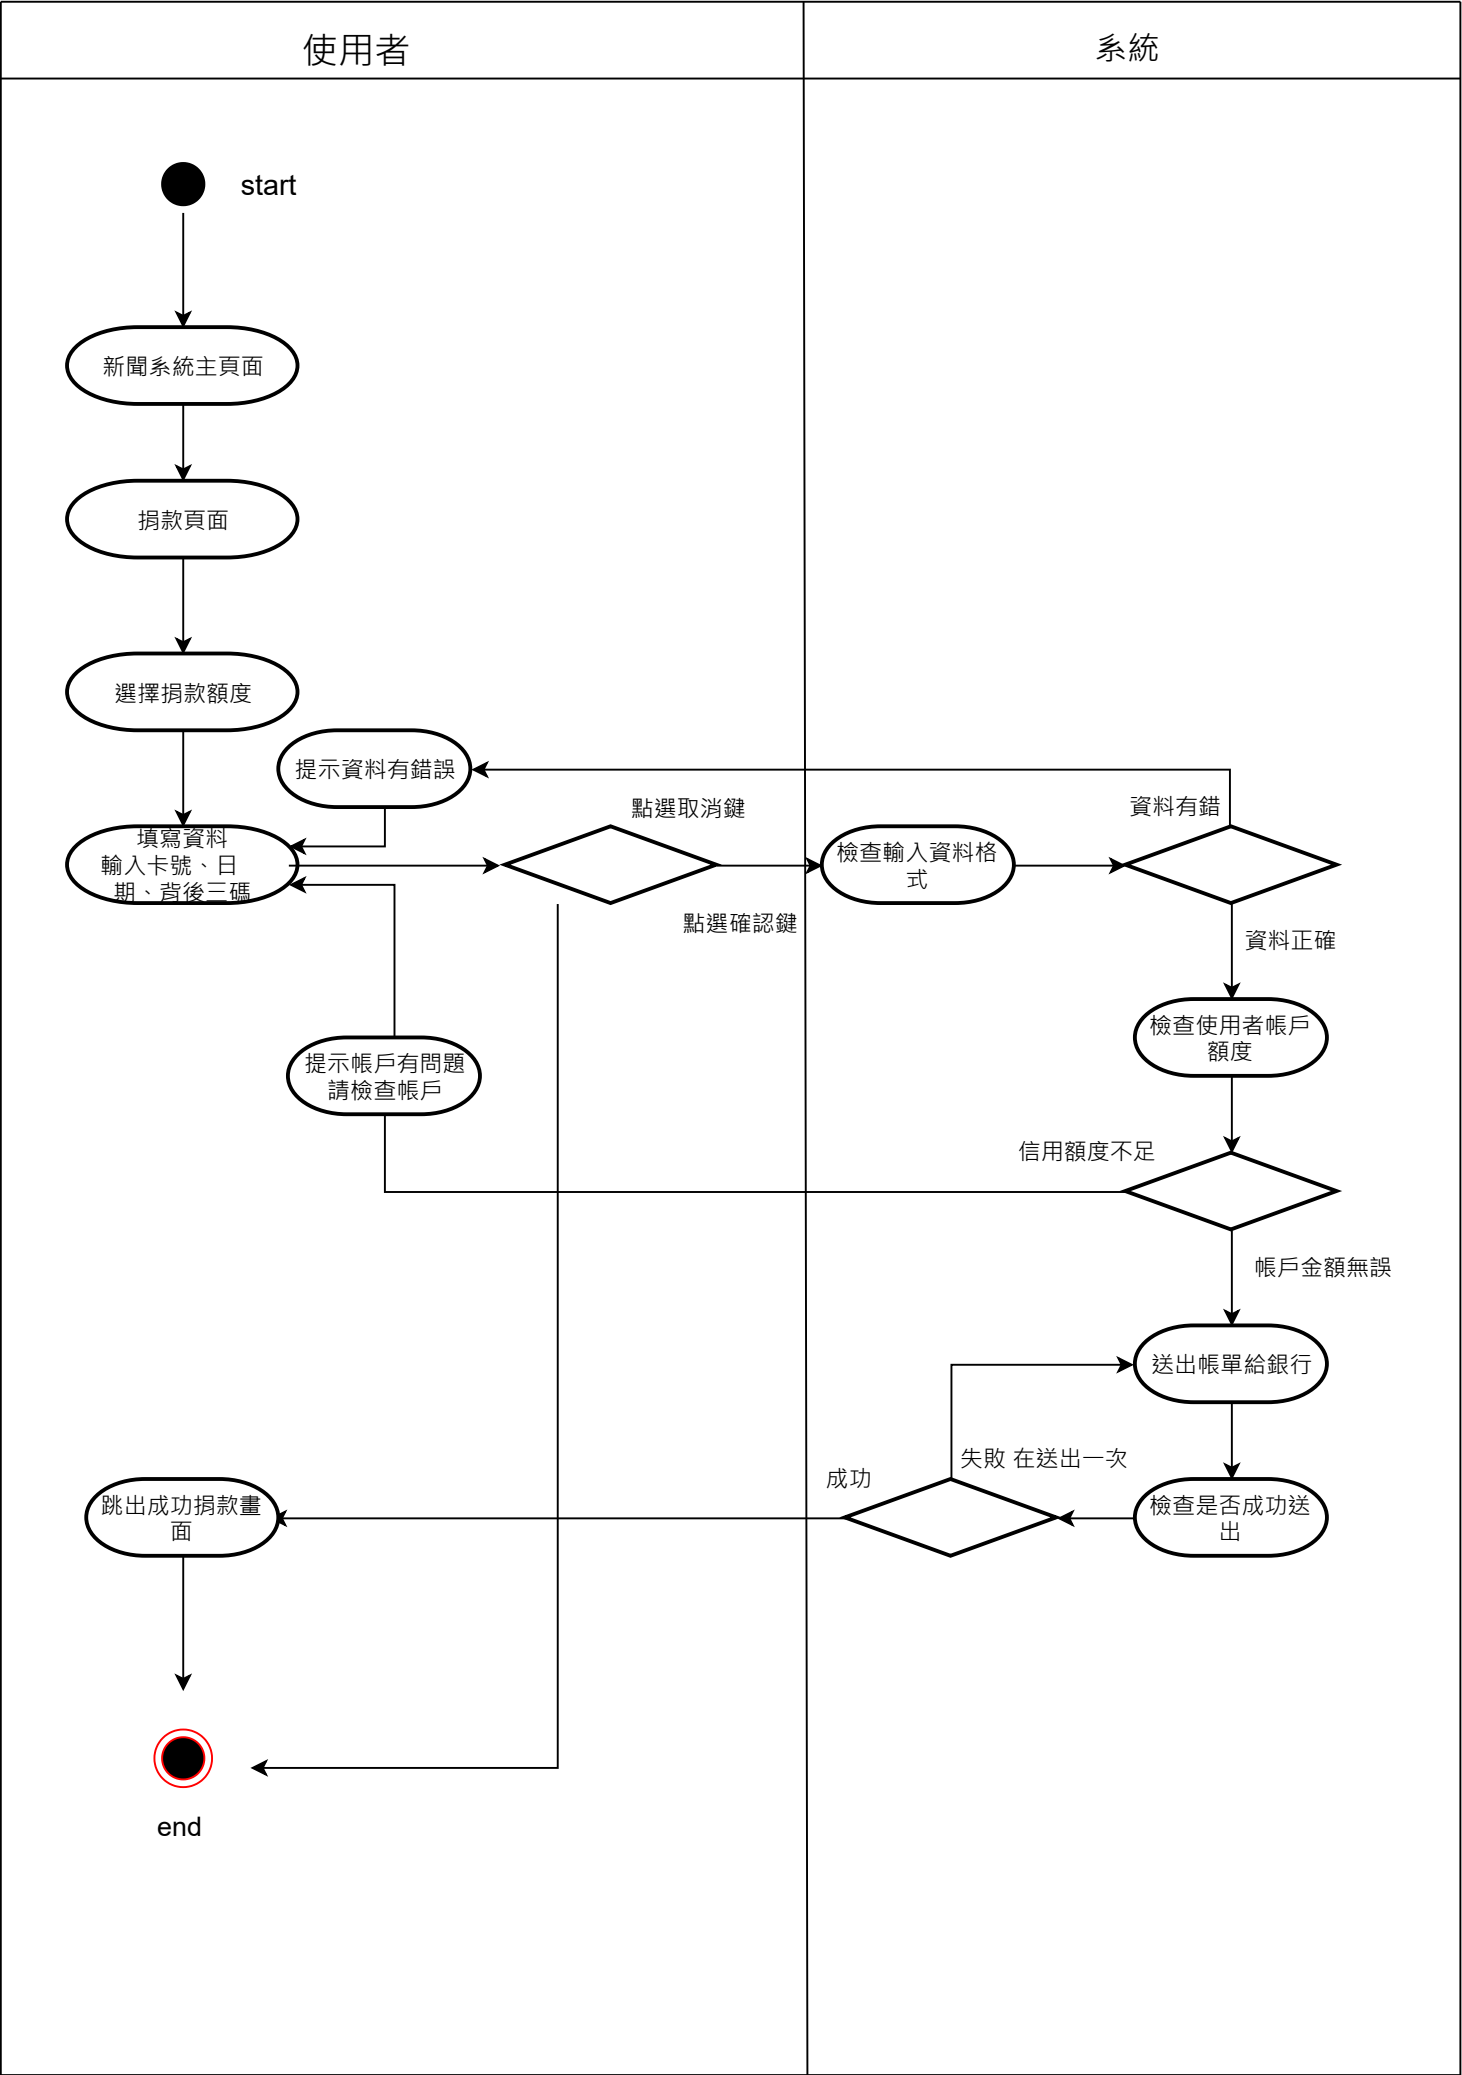 使用者
系統
start
新聞系統主頁面
捐款頁面
選擇捐款額度
提示資料有錯誤
點選取消鍵
資料有錯
填寫資料
輸入卡號、日
期、背後三碼
檢查輸入資料格
式
點選確認鍵
資料正確
檢查使用者帳戶
額度
提示帳戶有問題
請檢查帳戶
信用額度不足
帳戶金額無誤
送出帳單給銀行
失敗 在送出一次
成功
跳出成功捐款畫
面
檢查是否成功送
出
end